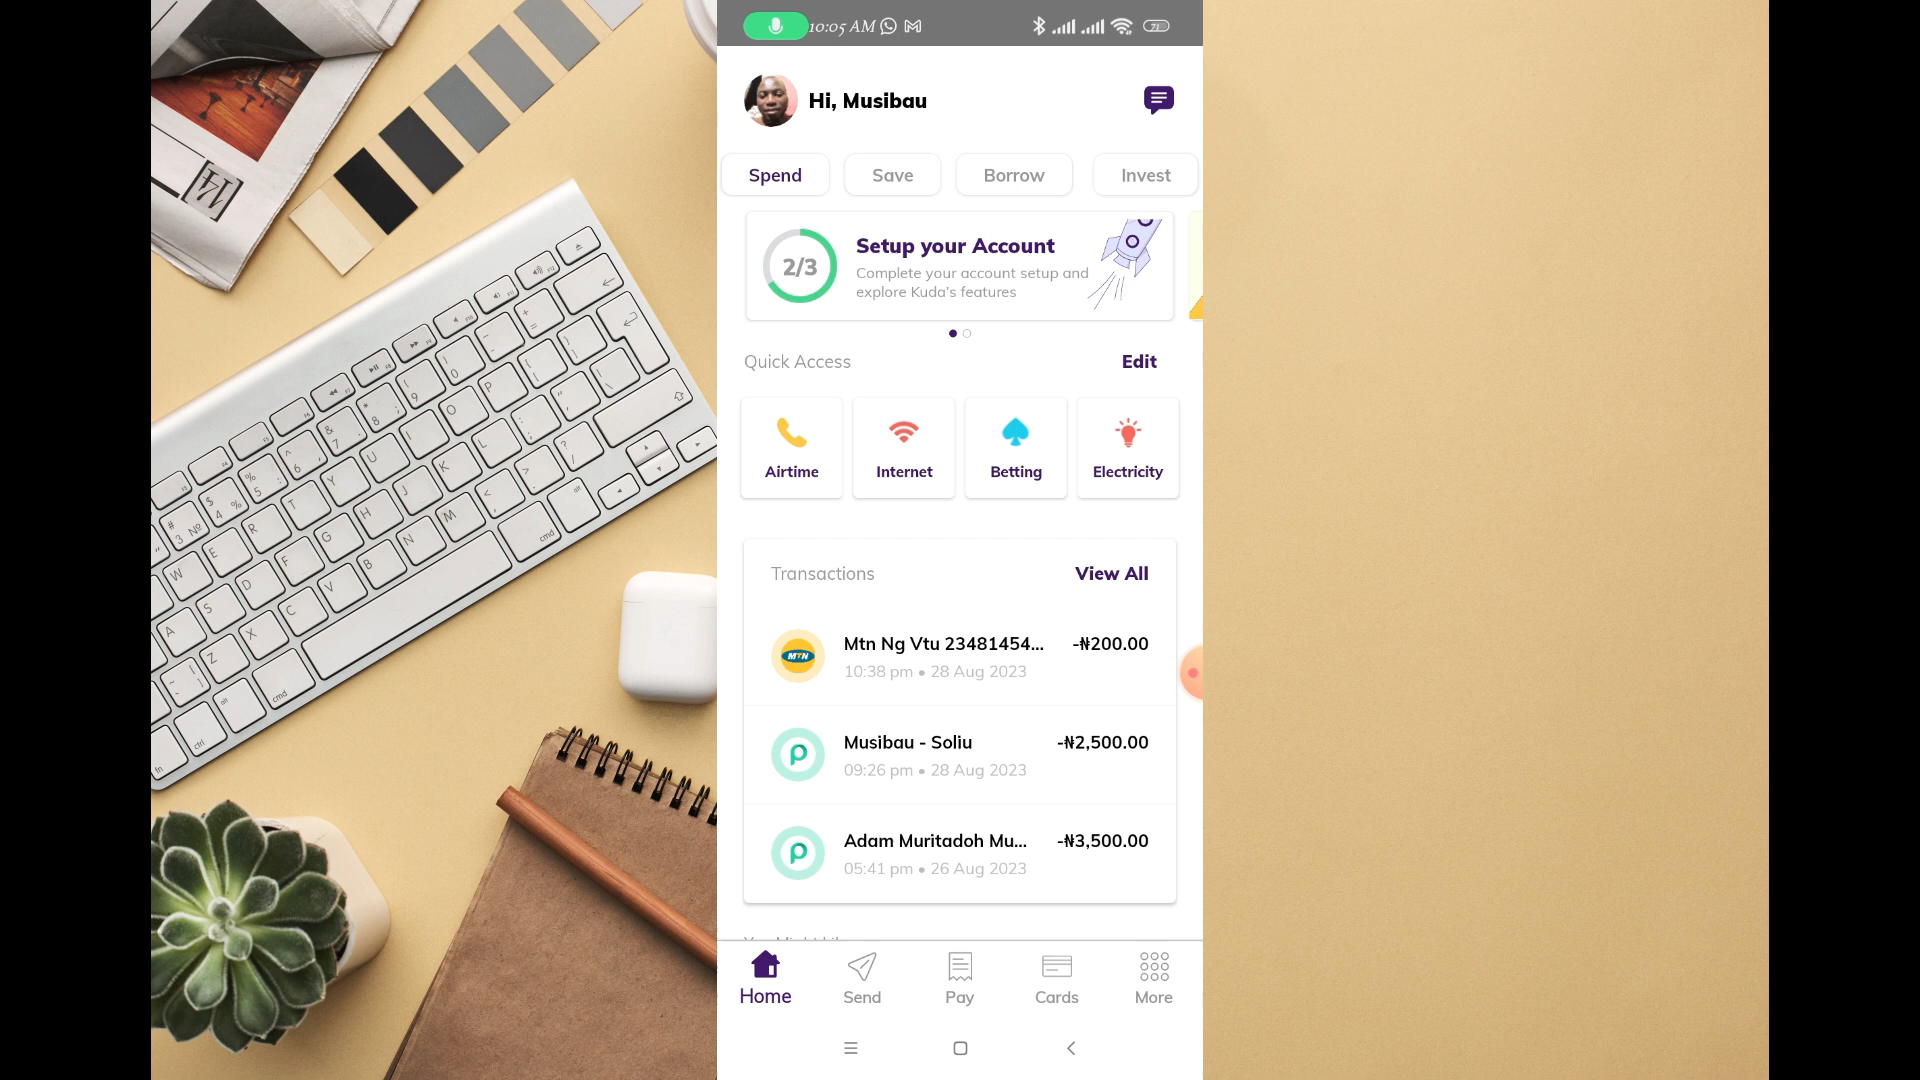 10:05 AM
71
Hi, Musibau
Spend
Save
Borrow
Invest
2/3
Setup your Account
Complete your account setup and
explore Kuda's features
Quick Access
Edit
Airtime
Internet
Betting
Electricity
Transactions
View All
MTN
Mtn Ng Vtu 23481454...
-₦200.00
10:38 pm • 28 Aug 2023
Musibau - Soliu
-₦2,500.00
09:26 pm • 28 Aug 2023
Adam Muritadoh Mu...
-₦3,500.00
05:41 pm • 26 Aug 2023
Home
Send
Pay
Cards
More